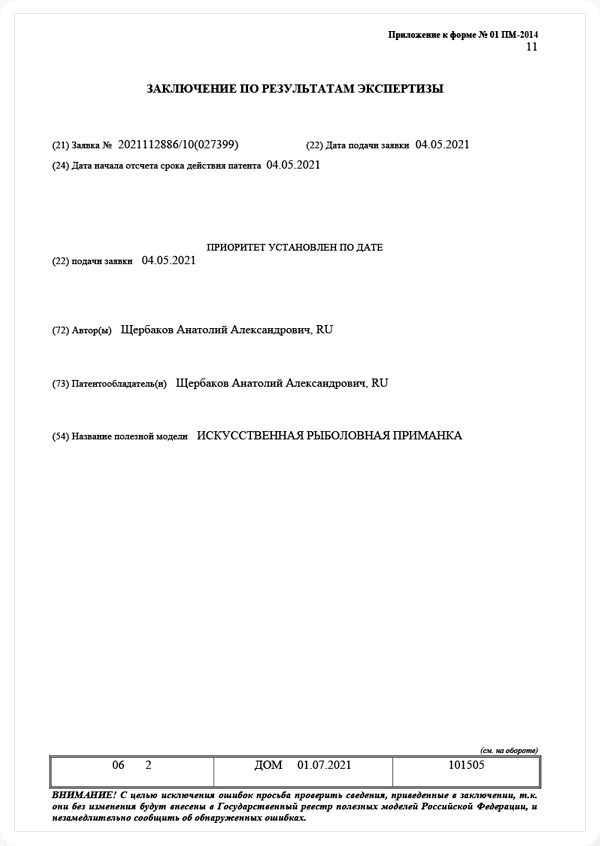 Приложение к форме № 01 ПМ-2014
11
ЗАКЛЮЧЕНИЕ ПО РЕЗУЛЬТАТАМ ЭКСПЕРТИЗЫ
(21) Заявка № 2021112886/10(027399) (22) Дата подачи заявки 04.05.2021
(24) Дата начала отсчета срока действия патента 04.05.2021
ПРИОРИТЕТ УСТАНОВЛЕН ПО ДАТЕ
(22) подачи заявки 04.05.2021
(72) Автор(ы) Щербаков Анатолий Александрович, RU
(73) Патентообладатель(и) Щербаков Анатолий Александрович, RU
(54) Название полезной модели ИСКУССТВЕННАЯ РЫБОЛОВНАЯ ПРИМАНКА
(см. на обороте)
06 2 ДОМ 01.07.2021 101505
ВНИМАНИЕ! С целью исключения ошибок просьба проверить сведения, приведенные в заключении, т.к.
они без изменения будут внесены в Государственный реестр полезных моделей Российской Федерации, и
незамедлительно сообщить об обнаруженных ошибках.